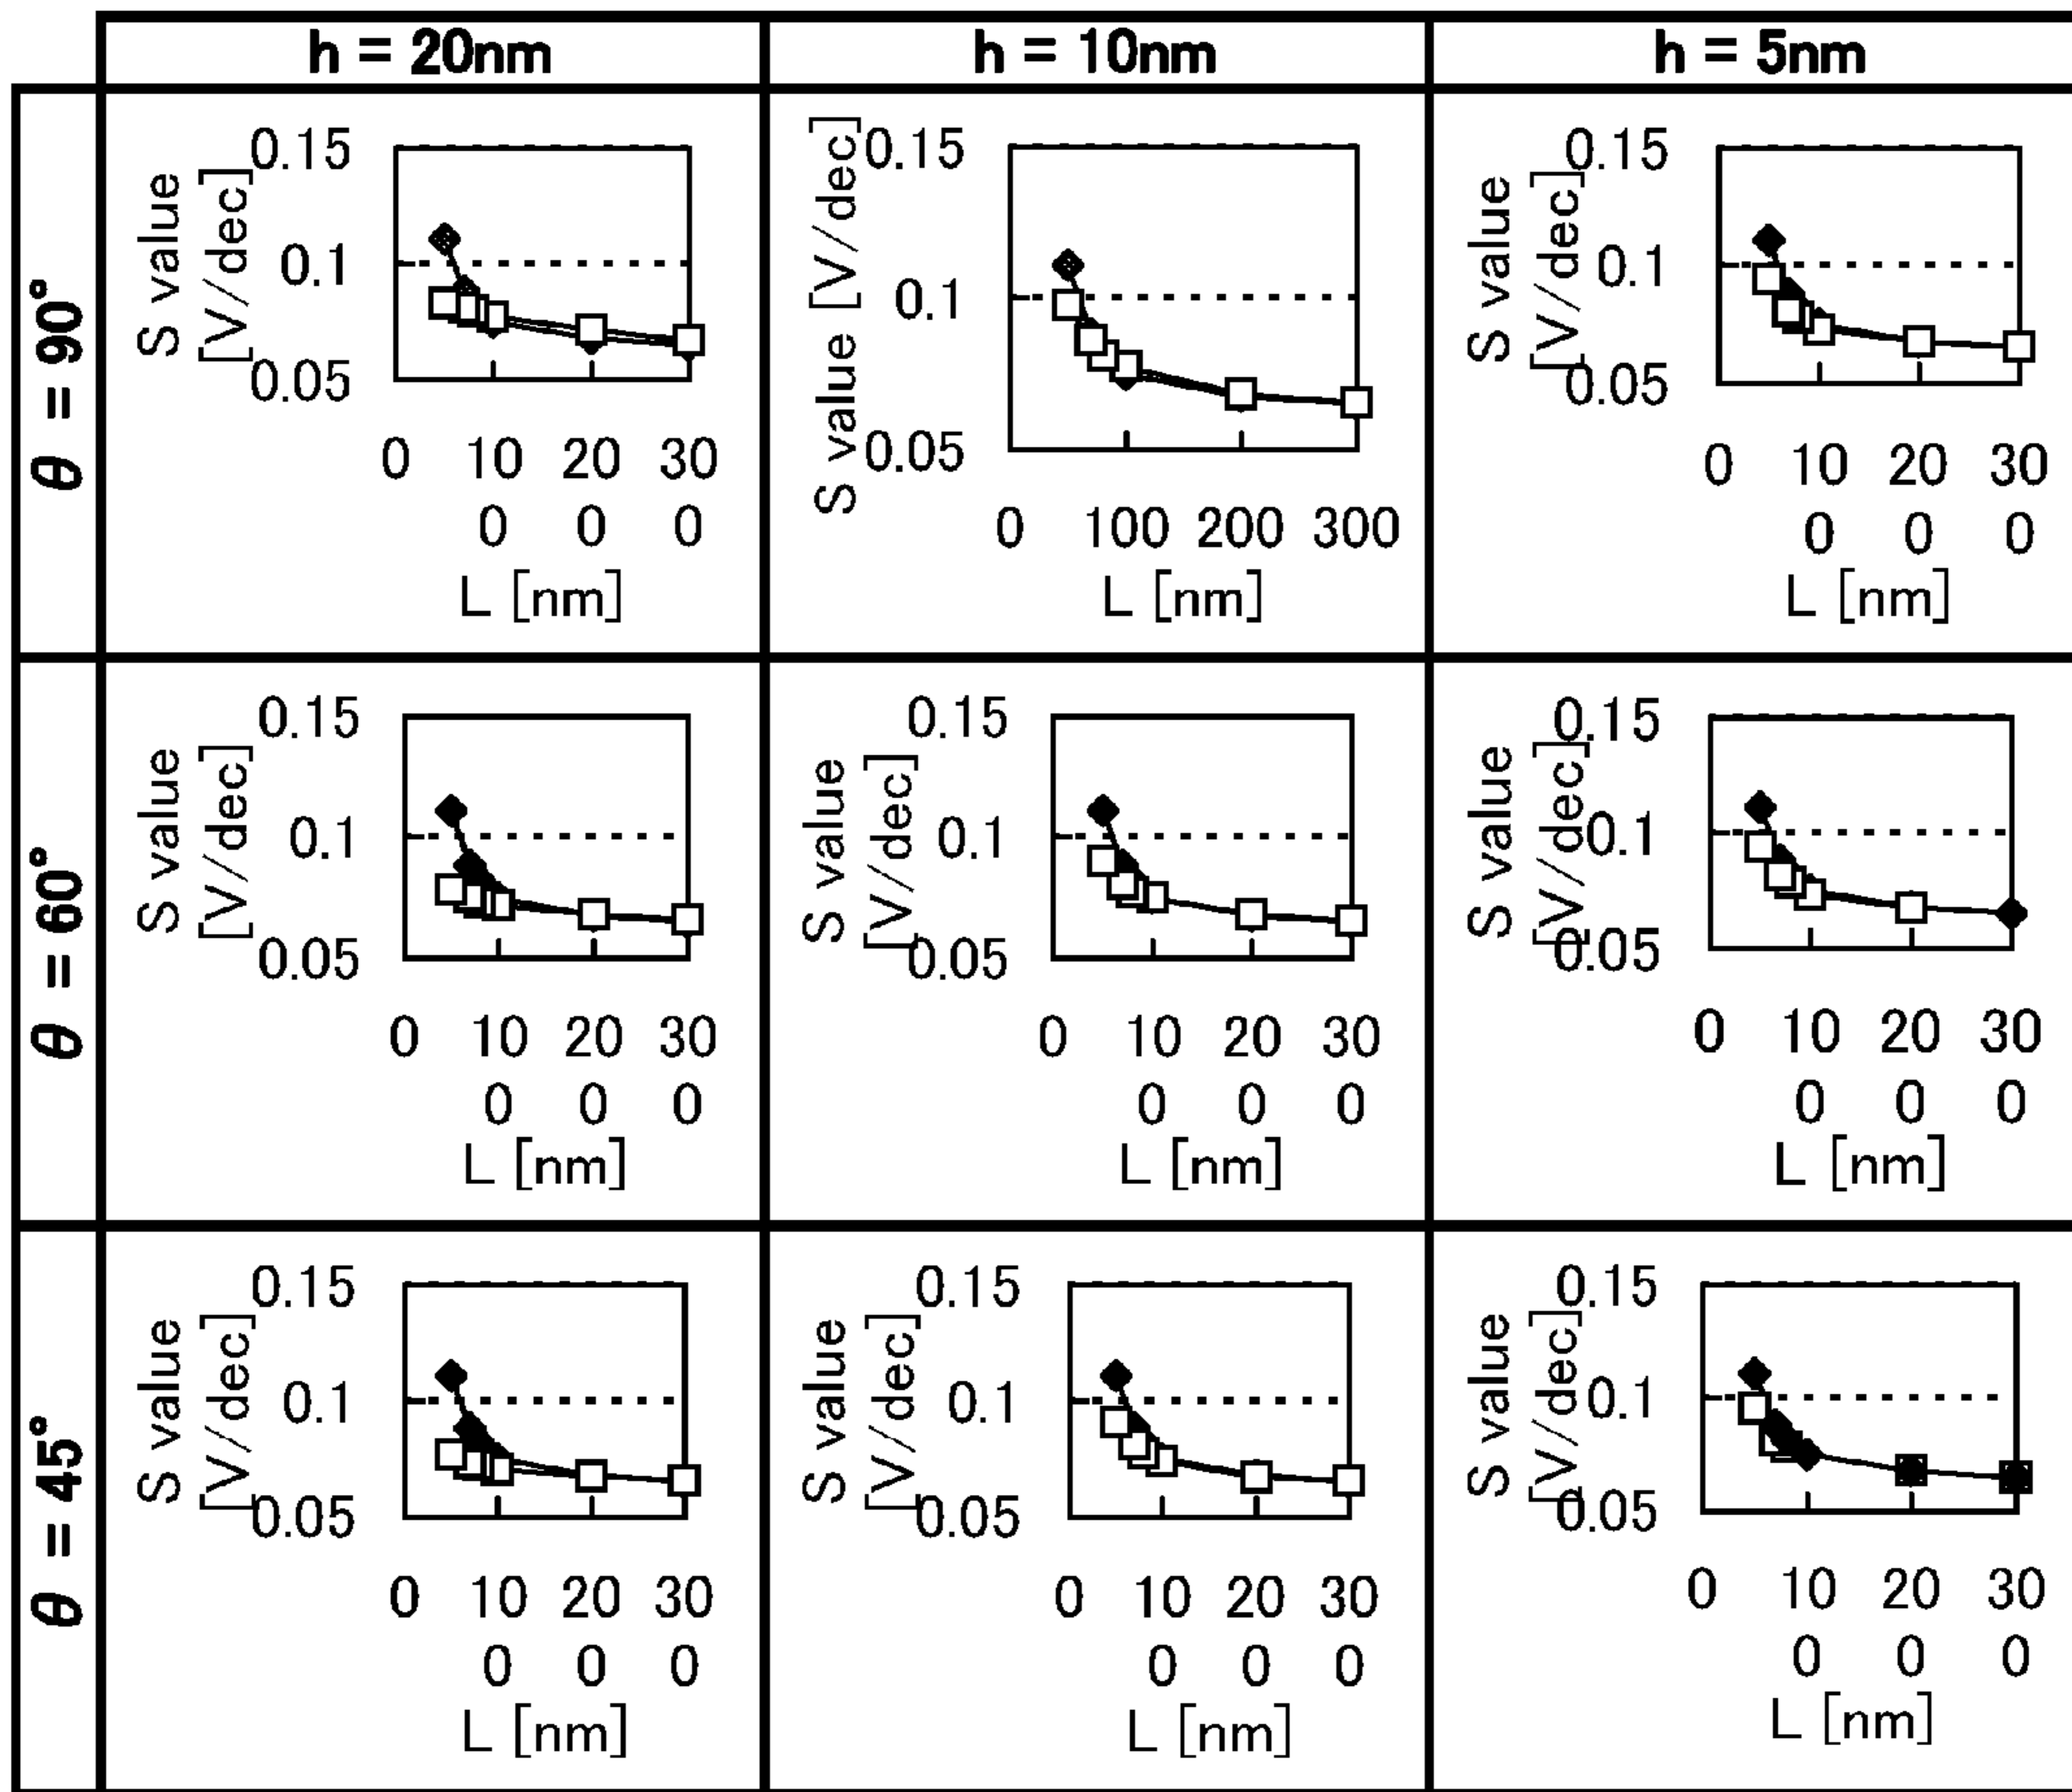 h = 20nm h = 10nm h = 5nm
θ = 90°
S value
[V/dec]
0.15
0.1
0.05
0 10 20 30
0 0 0
L [nm]
S value [V/dec]
0.15
0.1
0.05
0 100 200 300
L [nm]
S value
[V/dec]
0.15
0.1
0.05
0 10 20 30
0 0 0
L [nm]
θ = 60°
S value
[V/dec]
0.15
0.1
0.05
0 10 20 30
0 0 0
L [nm]
S value
[V/dec]
0.15
0.1
0.05
0 10 20 30
0 0 0
L [nm]
S value
[V/dec]
0.15
0.1
0.05
0 10 20 30
0 0 0
L [nm]
θ = 45°
S value
[V/dec]
0.15
0.1
0.05
0 10 20 30
0 0 0
L [nm]
S value
[V/dec]
0.15
0.1
0.05
0 10 20 30
0 0 0
L [nm]
S value
[V/dec]
0.15
0.1
0.05
0 10 20 30
0 0 0
L [nm]